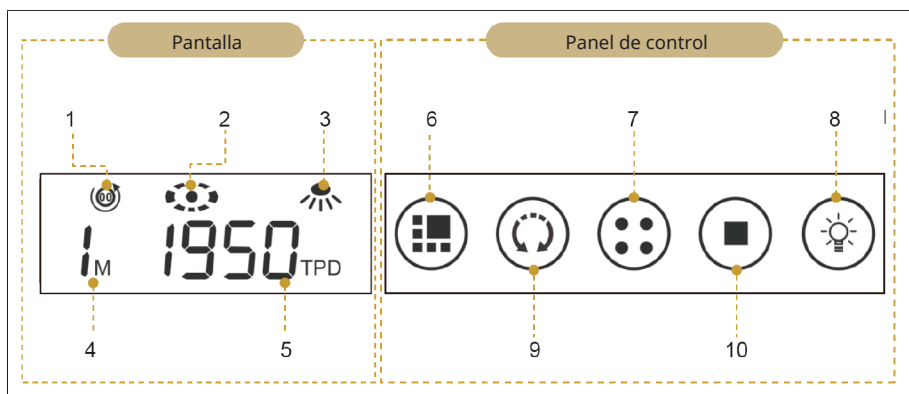 Pantalla
Panel de control
1 2 3 6 7 8
00
1 M 1950 TPD
4 5 9 10